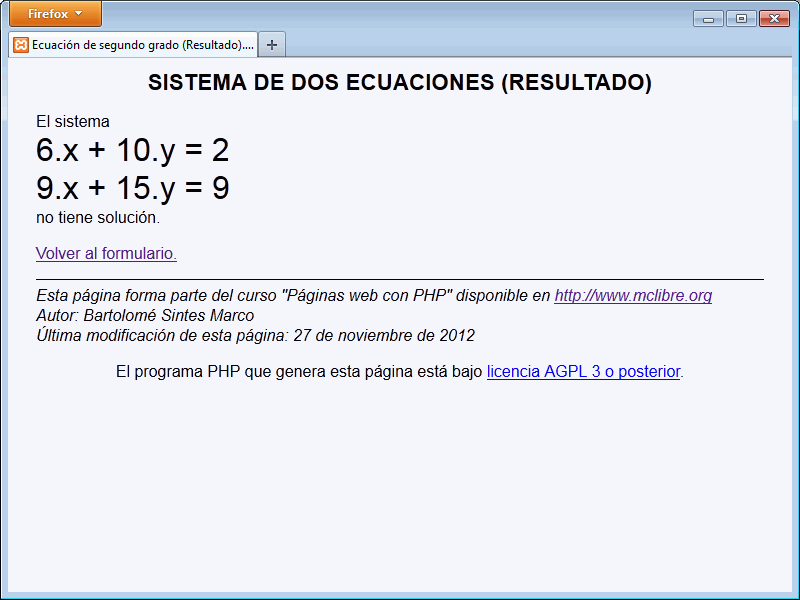 Firefox
Ecuación de segundo grado (Resultado)....
SISTEMA DE DOS ECUACIONES (RESULTADO)
El sistema
6.x + 10.y = 2
9.x + 15.y = 9
no tiene solución.
Volver al formulario.
Esta página forma parte del curso "Páginas web con PHP" disponible en http://www.mclibre.org
Autor: Bartolomé Sintes Marco
Última modificación de esta página: 27 de noviembre de 2012
El programa PHP que genera esta página está bajo licencia AGPL 3 o posterior.